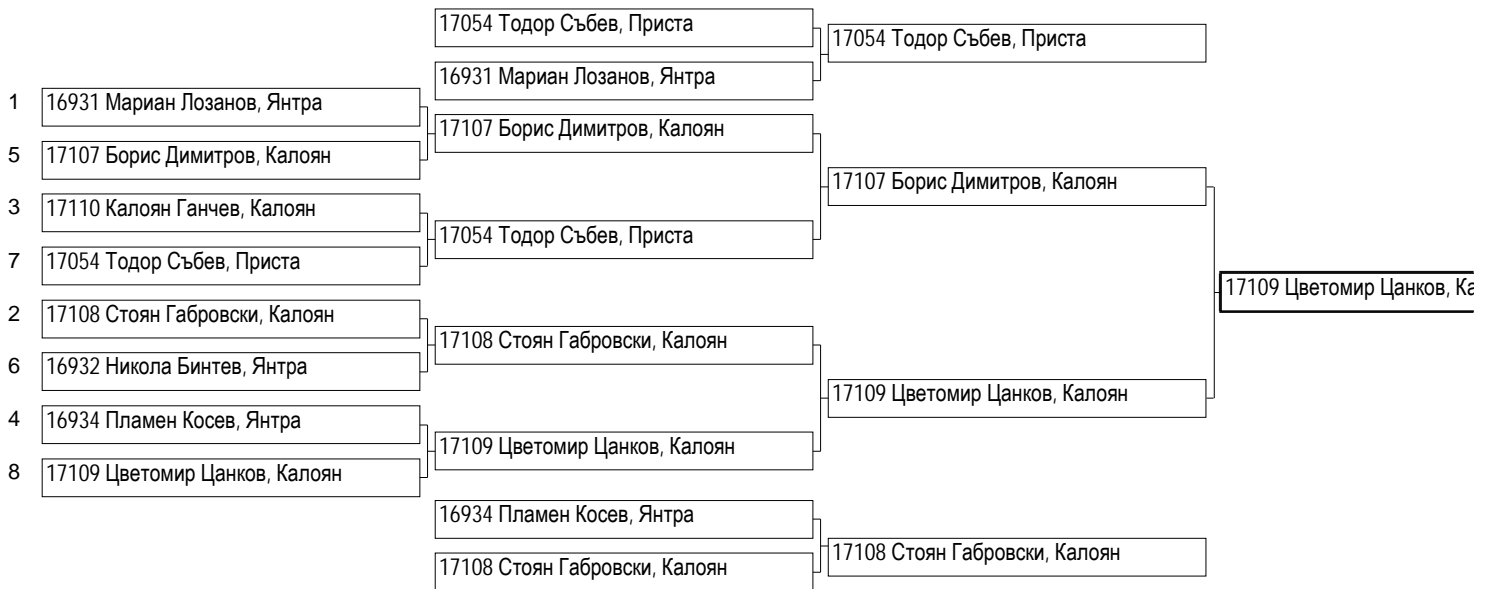 17054 Тодор Събев, Приста
17054 Тодор Събев, Приста
16931 Мариан Лозанов, Янтра
1 16931 Мариан Лозанов, Янтра
17107 Борис Димитров, Калоян
5 17107 Борис Димитров, Калоян
17107 Борис Димитров, Калоян
3 17110 Калоян Ганчев, Калоян
17054 Тодор Събев, Приста
7 17054 Тодор Събев, Приста
17109 Цветомир Цанков, Ка
2 17108 Стоян Габровски, Калоян
17108 Стоян Габровски, Калоян
6 16932 Никола Бинтев, Янтра
17109 Цветомир Цанков, Калоян
4 16934 Пламен Косев, Янтра
17109 Цветомир Цанков, Калоян
8 17109 Цветомир Цанков, Калоян
16934 Пламен Косев, Янтра
17108 Стоян Габровски, Калоян
17108 Стоян Габровски, Калоян